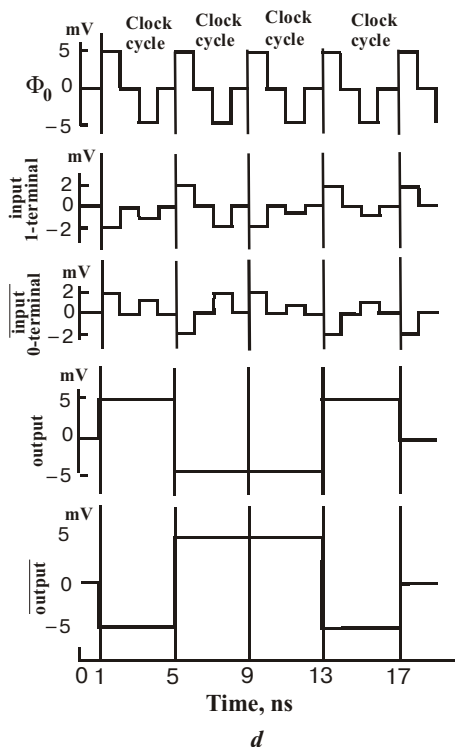 Clock cycle Clock cycle Clock cycle Clock cycle
mV
5
0
−5
Φ0
mV
2
0
−2
input
1-terminal
mV
2
0
−2
input
0-terminal
mV
5
0
−5
output
mV
5
0
−5
output
0 1 5 9 13 17
Time, ns
d